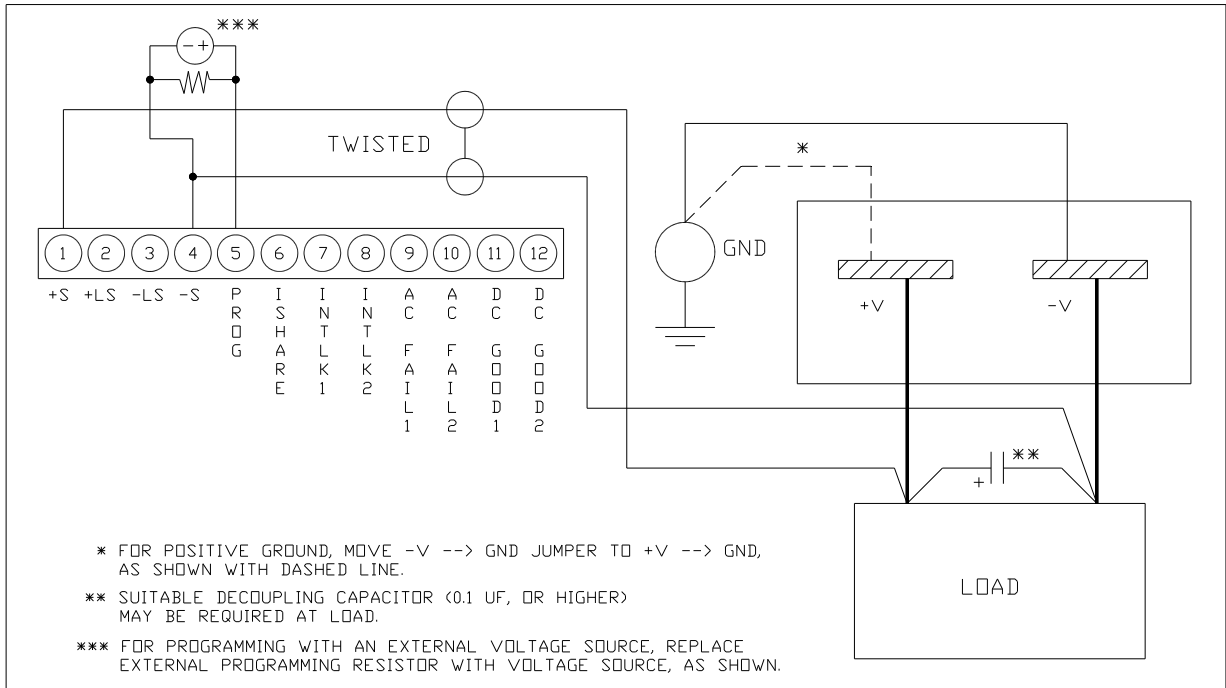 ***
- +
TWISTED
*
GND
1 2 3 4 5 6 7 8 9 10 11 12
+S +LS -LS -S PROG ISHARE INTLK1 INTLK2 AC FAIL1 AC FAIL2 DC GOOD1 DC GOOD2
+V
-V
**
+
LOAD
* FOR POSITIVE GROUND, MOVE -V --> GND JUMPER TO +V --> GND,
AS SHOWN WITH DASHED LINE.
** SUITABLE DECOUPLING CAPACITOR (0.1 UF, OR HIGHER)
MAY BE REQUIRED AT LOAD.
*** FOR PROGRAMMING WITH AN EXTERNAL VOLTAGE SOURCE, REPLACE
EXTERNAL PROGRAMMING RESISTOR WITH VOLTAGE SOURCE, AS SHOWN.